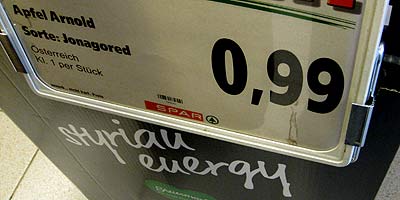 Apfel Arnold
Sorte: Jonagored
Österreich
Kl. 1 per Stück
0,99
SPAR
styrian
energy